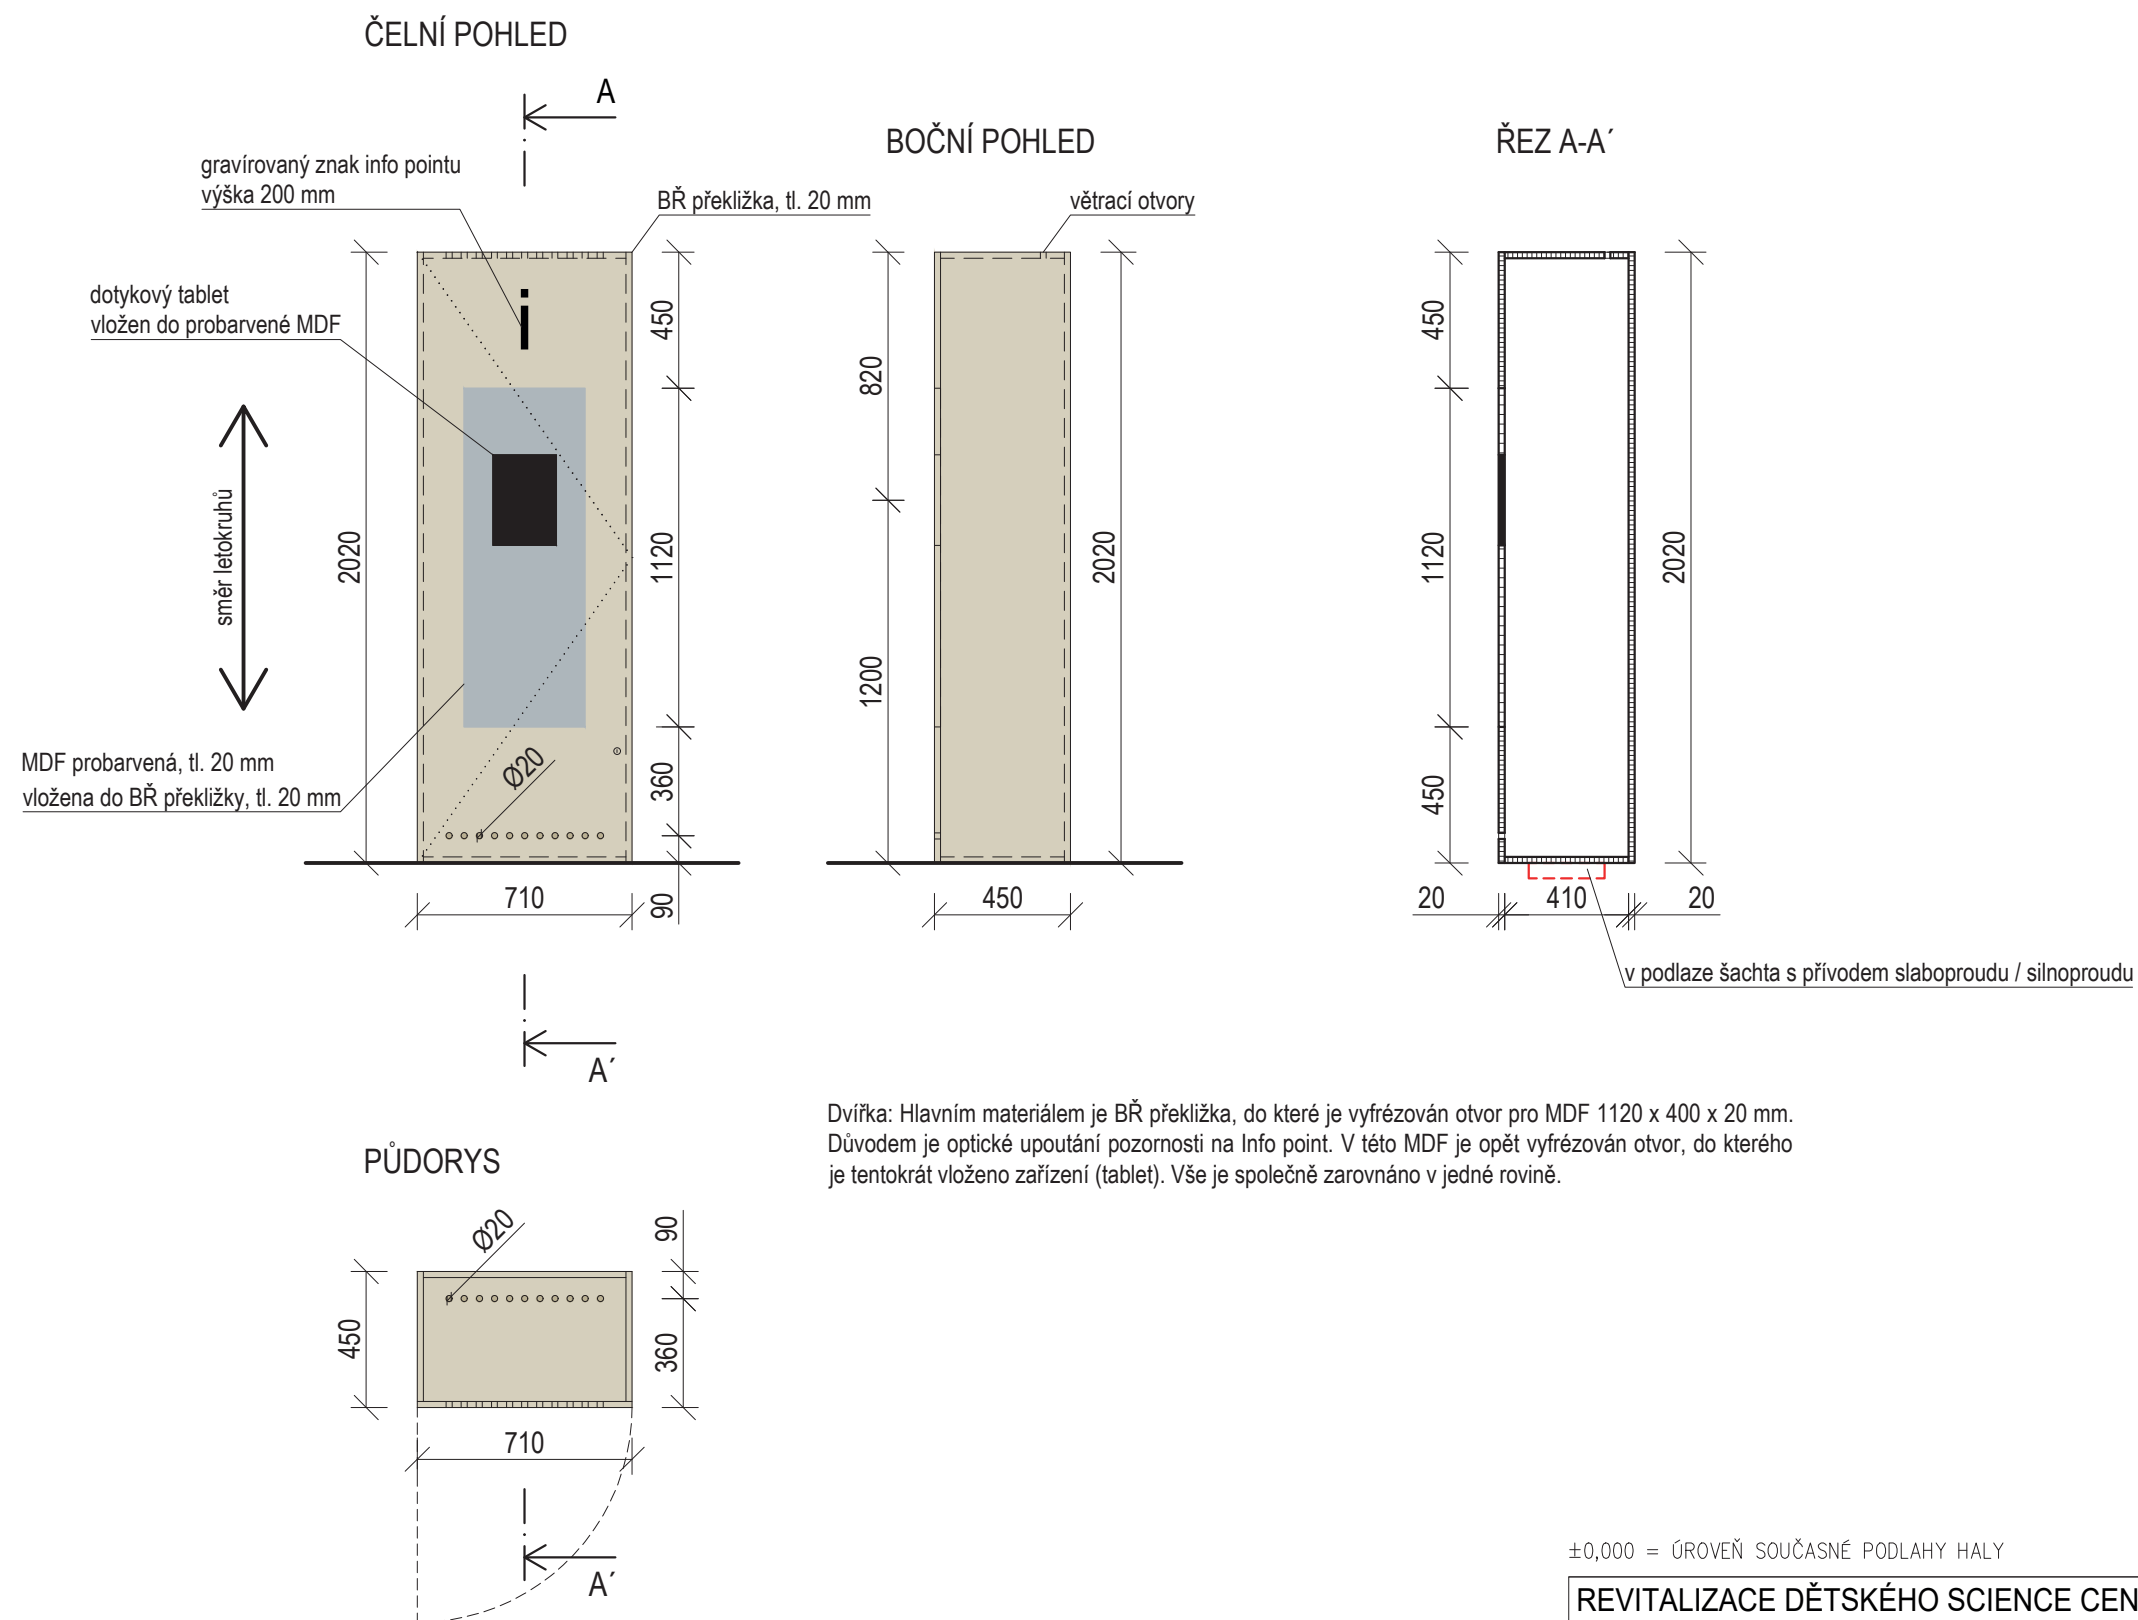 ČELNÍ POHLED
A
gravírovaný znak info pointu
výška 200 mm
BŘ překližka, tl. 20 mm
dotykový tablet
vložen do probarvené MDF
i
směr letokruhů
2020
450
1120
360
90
MDF probarvená, tl. 20 mm
vložena do BŘ překližky, tl. 20 mm
Ø20
710
A´
BOČNÍ POHLED
větrací otvory
820
1200
2020
450
ŘEZ A-A´
450
1120
450
2020
20
410
20
v podlaze šachta s přívodem slaboproudu / silnoproudu
Dvířka: Hlavním materiálem je BŘ překližka, do které je vyfrézován otvor pro MDF 1120 x 400 x 20 mm.
Důvodem je optické upoutání pozornosti na Info point. V této MDF je opět vyfrézován otvor, do kterého
je tentokrát vloženo zařízení (tablet). Vše je společně zarovnáno v jedné rovině.
PŮDORYS
Ø20
90
450
360
710
A´
±0,000 = ÚROVEŇ SOUČASNÉ PODLAHY HALY
REVITALIZACE DĚTSKÉHO SCIENCE CEN